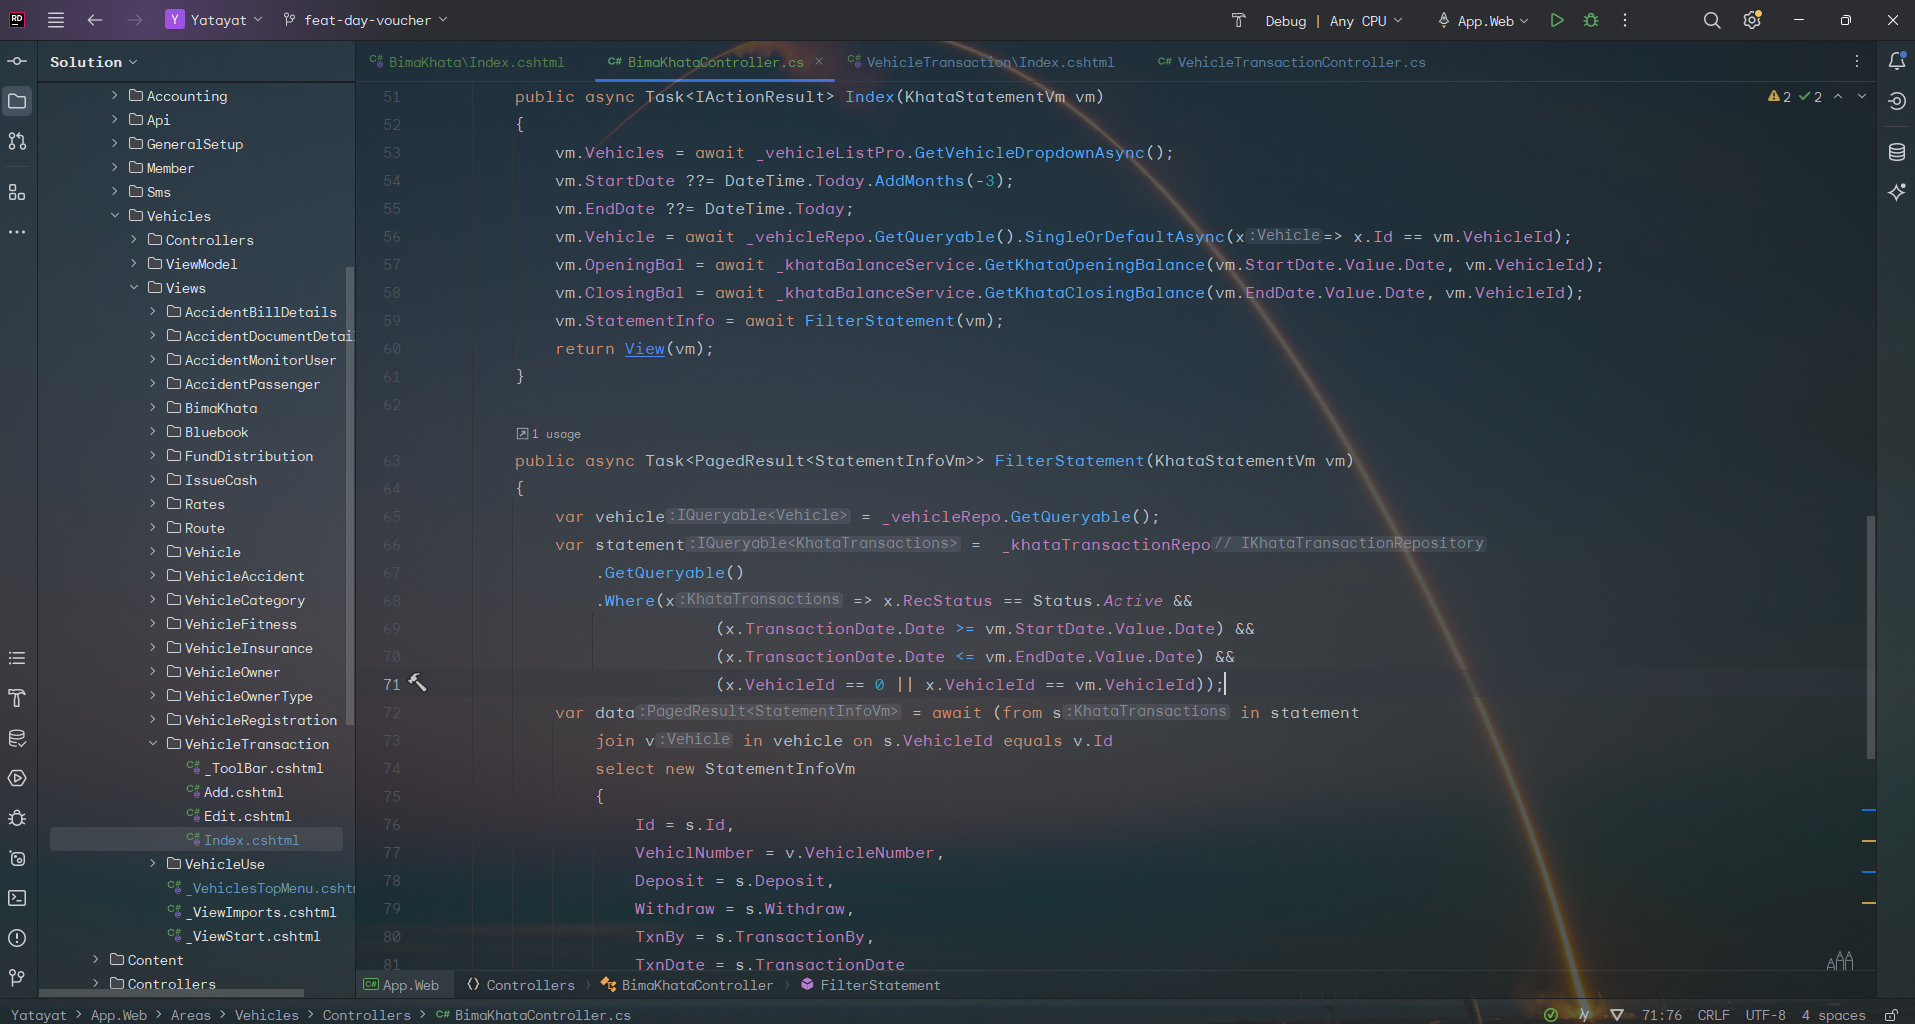 RD Y Yatayat feat-day-voucher Debug | Any CPU App.Web
Solution
Accounting
Api
GeneralSetup
Member
Sms
Vehicles
Controllers
ViewModel
Views
AccidentBillDetails
AccidentDocumentDetai
AccidentMonitorUser
AccidentPassenger
BimaKhata
Bluebook
FundDistribution
IssueCash
Rates
Route
Vehicle
VehicleAccident
VehicleCategory
VehicleFitness
VehicleInsurance
VehicleOwner
VehicleOwnerType
VehicleRegistration
VehicleTransaction
C# _ToolBar.cshtml
C# Add.cshtml
C# Edit.cshtml
C# Index.cshtml
VehicleUse
C# _VehiclesTopMenu.cshtm
C# _ViewImports.cshtml
C# _ViewStart.cshtml
Content
Controllers
C# BimaKhata\Index.cshtml C# BimaKhataController.cs C# VehicleTransaction\Index.cshtml C# VehicleTransactionController.cs
2 2
51 public async Task<IActionResult> Index(KhataStatementVm vm)
52 {
53 vm.Vehicles = await _vehicleListPro.GetVehicleDropdownAsync();
54 vm.StartDate ??= DateTime.Today.AddMonths(-3);
55 vm.EndDate ??= DateTime.Today;
56 vm.Vehicle = await _vehicleRepo.GetQueryable().SingleOrDefaultAsync(x :Vehicle => x.Id == vm.VehicleId);
57 vm.OpeningBal = await _khataBalanceService.GetKhataOpeningBalance(vm.StartDate.Value.Date, vm.VehicleId);
58 vm.ClosingBal = await _khataBalanceService.GetKhataClosingBalance(vm.EndDate.Value.Date, vm.VehicleId);
59 vm.StatementInfo = await FilterStatement(vm);
60 return View(vm);
61 }
62
1 usage
63 public async Task<PagedResult<StatementInfoVm>> FilterStatement(KhataStatementVm vm)
64 {
65 var vehicle :IQueryable<Vehicle> = _vehicleRepo.GetQueryable();
66 var statement :IQueryable<KhataTransactions> = _khataTransactionRepo // IKhataTransactionRepository
67 .GetQueryable()
68 .Where(x :KhataTransactions => x.RecStatus == Status.Active &&
69 (x.TransactionDate.Date >= vm.StartDate.Value.Date) &&
70 (x.TransactionDate.Date <= vm.EndDate.Value.Date) &&
71 (x.VehicleId == 0 || x.VehicleId == vm.VehicleId));
72 var data :PagedResult<StatementInfoVm> = await (from s :KhataTransactions in statement
73 join v :Vehicle in vehicle on s.VehicleId equals v.Id
74 select new StatementInfoVm
75 {
76 Id = s.Id,
77 VehiclNumber = v.VehicleNumber,
78 Deposit = s.Deposit,
79 Withdraw = s.Withdraw,
80 TxnBy = s.TransactionBy,
81 TxnDate = s.TransactionDate
C# App.Web Controllers BimaKhataController FilterStatement
Yatayat > App.Web > Areas > Vehicles > Controllers > C# BimaKhataController.cs 71:76 CRLF UTF-8 4 spaces